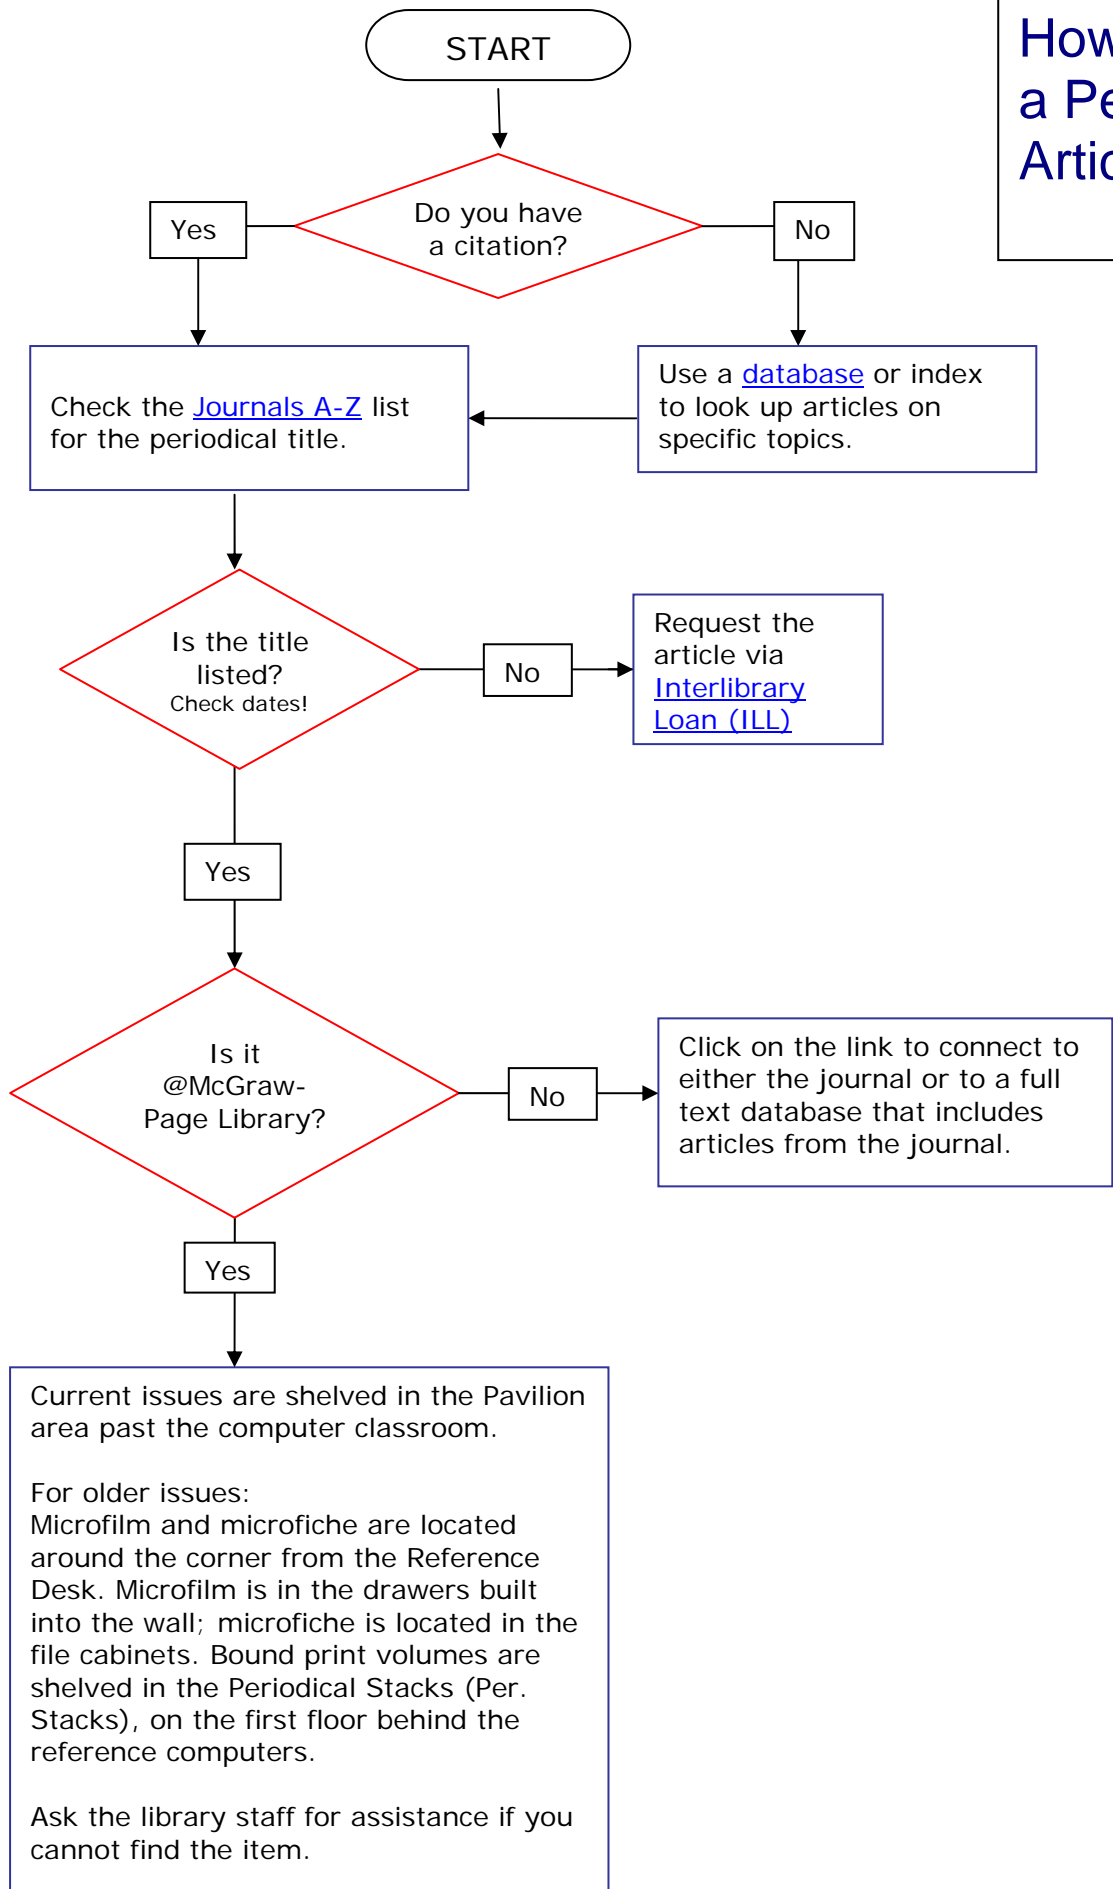 START
How
a Pe
Artic
Do you have
a citation?
Yes
No
Check the Journals A-Z list
for the periodical title.
Use a database or index
to look up articles on
specific topics.
Is the title
listed?
Check dates!
No
Request the
article via
Interlibrary
Loan (ILL)
Yes
Is it
@McGraw-
Page Library?
No
Click on the link to connect to
either the journal or to a full
text database that includes
articles from the journal.
Yes
Current issues are shelved in the Pavilion
area past the computer classroom.
For older issues:
Microfilm and microfiche are located
around the corner from the Reference
Desk. Microfilm is in the drawers built
into the wall; microfiche is located in the
file cabinets. Bound print volumes are
shelved in the Periodical Stacks (Per.
Stacks), on the first floor behind the
reference computers.
Ask the library staff for assistance if you
cannot find the item.